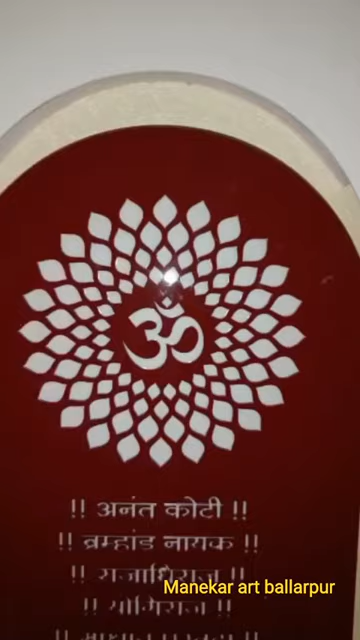 ॐ
!! अनंत कोटी !!
!! व्रम्हांड नायक !!
!! राजाधिराज !!
!! योगिराज !!
Manekar art ballarpur